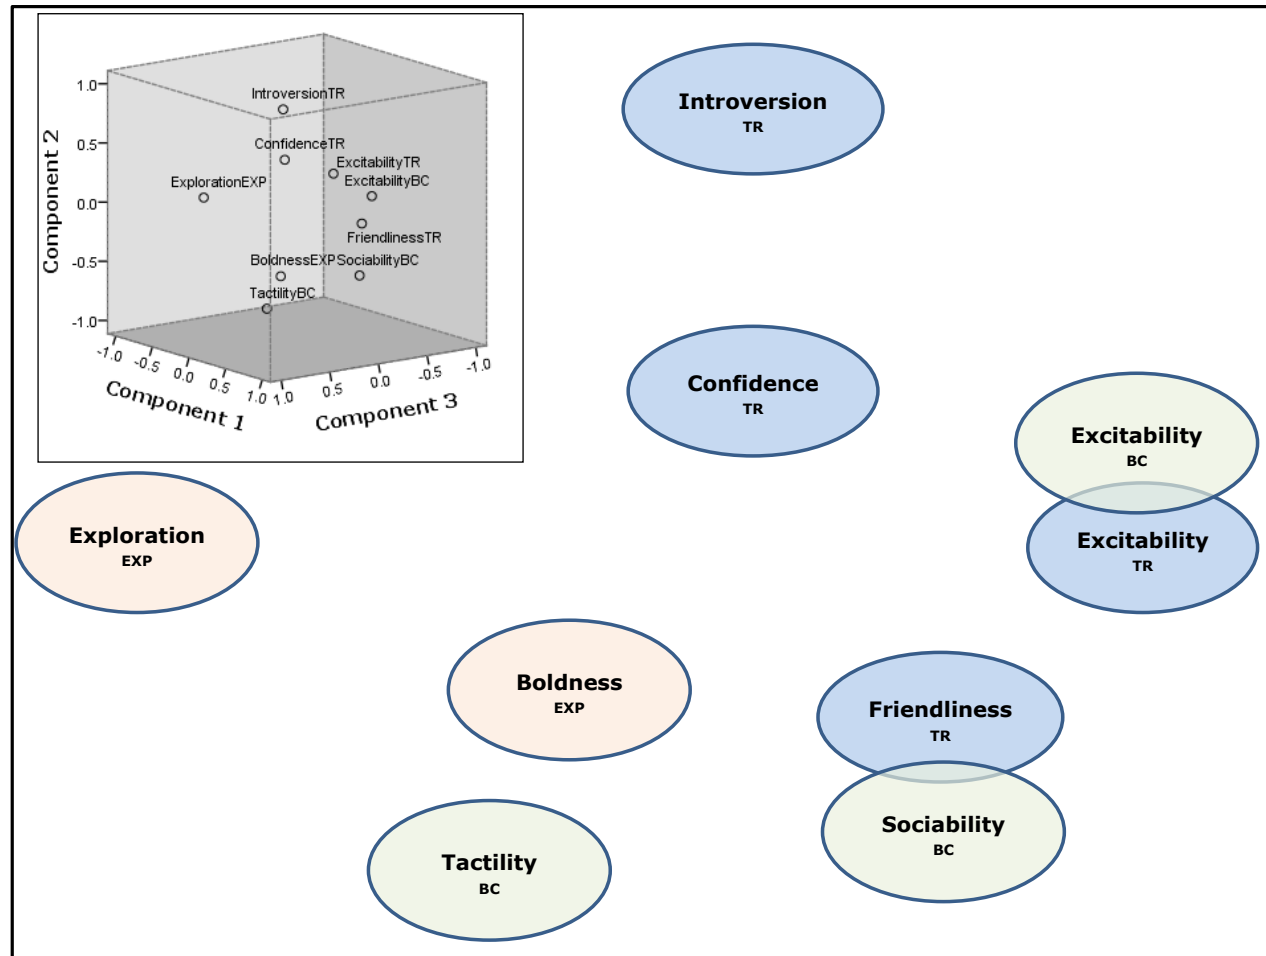 1.0
0.5
0.0
-0.5
-1.0
Component 2
IntroversionTR
ConfidenceTR
ExcitabilityTR
ExplorationEXP
ExcitabilityBC
FriendlinessTR
BoldnessEXP
SociabilityBC
TactilityBC
-1.0
-0.5
0.0
0.5
1.0
Component 1
1.0
0.5
0.0
-0.5
-1.0
Component 3
Introversion
TR
Confidence
TR
Excitability
BC
Exploration
EXP
Excitability
TR
Boldness
EXP
Friendliness
TR
Sociability
BC
Tactility
BC